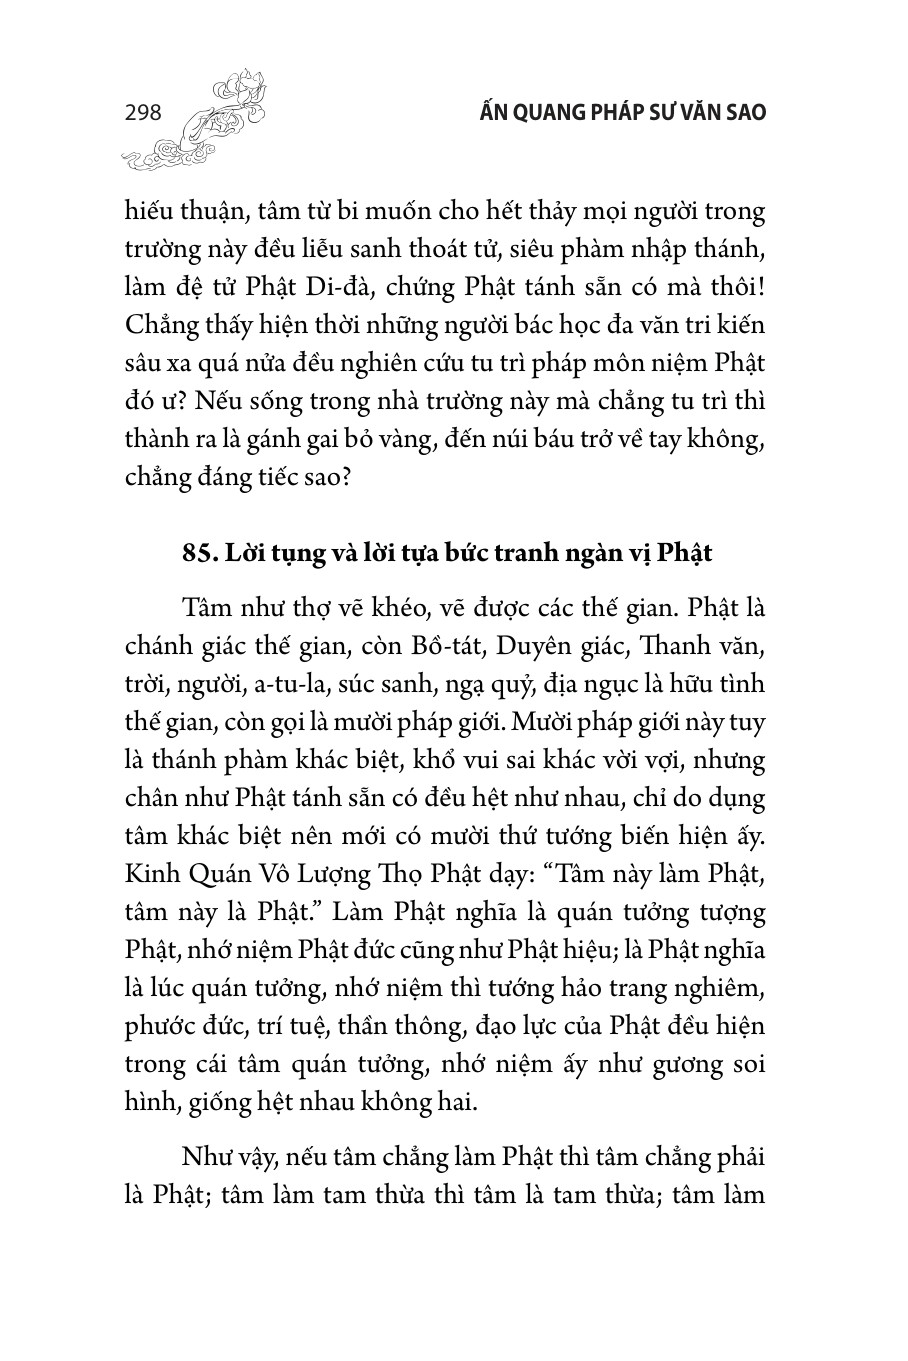 298
ẤN QUANG PHÁP SƯ VĂN SAO
hiếu thuận, tâm từ bi muốn cho hết thảy mọi người trong
trường này đều liễu sanh thoát tử, siêu phàm nhập thánh,
làm đệ tử Phật Di-đà, chứng Phật tánh sẵn có mà thôi!
Chẳng thấy hiện thời những người bác học đa văn tri kiến
sâu xa quá nửa đều nghiên cứu tu trì pháp môn niệm Phật
đó ư? Nếu sống trong nhà trường này mà chẳng tu trì thì
thành ra là gánh gai bỏ vàng, đến núi báu trở về tay không,
chẳng đáng tiếc sao?
85. Lời tụng và lời tựa bức tranh ngàn vị Phật
Tâm như thợ vẽ khéo, vẽ được các thế gian. Phật là
chánh giác thế gian, còn Bồ-tát, Duyên giác, Thanh văn,
trời, người, a-tu-la, súc sanh, ngạ quỷ, địa ngục là hữu tình
thế gian, còn gọi là mười pháp giới. Mười pháp giới này tuy
là thánh phàm khác biệt, khổ vui sai khác vời vợi, nhưng
chân như Phật tánh sẵn có đều hệt như nhau, chỉ do dụng
tâm khác biệt nên mới có mười thứ tướng biến hiện ấy.
Kinh Quán Vô Lượng Thọ Phật dạy: “Tâm này làm Phật,
tâm này là Phật.” Làm Phật nghĩa là quán tưởng tượng
Phật, nhớ niệm Phật đức cũng như Phật hiệu; là Phật nghĩa
là lúc quán tưởng, nhớ niệm thì tướng hảo trang nghiêm,
phước đức, trí tuệ, thần thông, đạo lực của Phật đều hiện
trong cái tâm quán tưởng, nhớ niệm ấy như gương soi
hình, giống hệt nhau không hai.
Như vậy, nếu tâm chẳng làm Phật thì tâm chẳng phải
là Phật; tâm làm tam thừa thì tâm là tam thừa; tâm làm